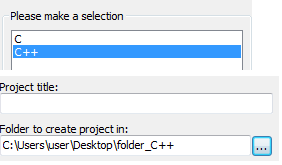 Please make a selection
C
C++
Project title:
Folder to create project in:
C:\Users\user\Desktop\folder_C++
...